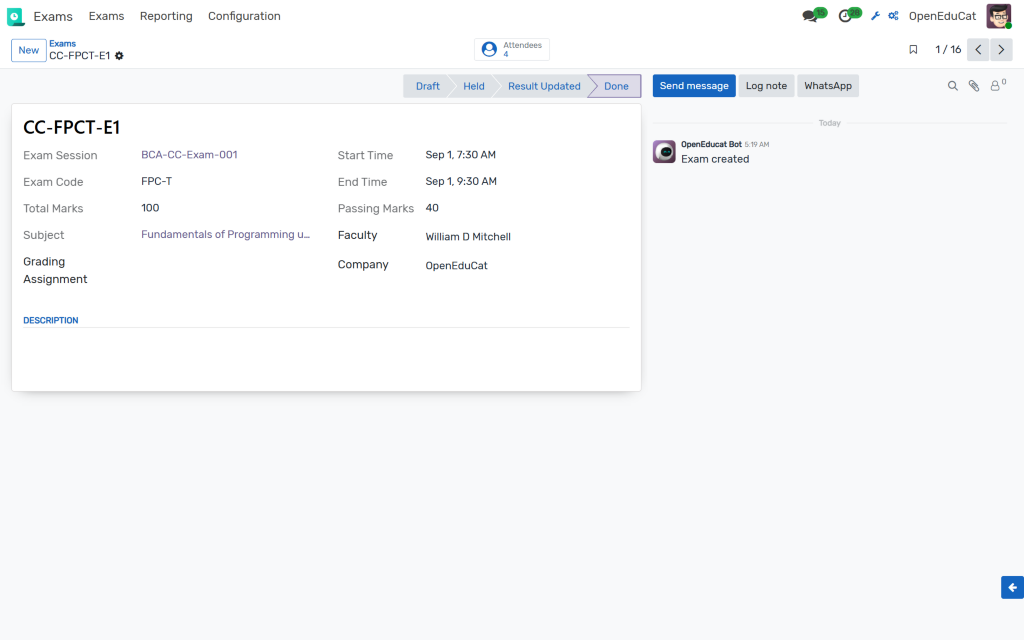 Exams Exams Reporting Configuration 15 28 OpenEduCat
New Exams Attendees 4 1 / 16
CC-FPCT-E1
Draft Held Result Updated Done Send message Log note WhatsApp 0
CC-FPCT-E1
Today
Exam Session BCA-CC-Exam-001 Start Time Sep 1, 7:30 AM
OpenEducat Bot 5:19 AM
Exam created
Exam Code FPC-T End Time Sep 1, 9:30 AM
Total Marks 100 Passing Marks 40
Subject Fundamentals of Programming u... Faculty William D Mitchell
Grading Assignment Company OpenEduCat
DESCRIPTION